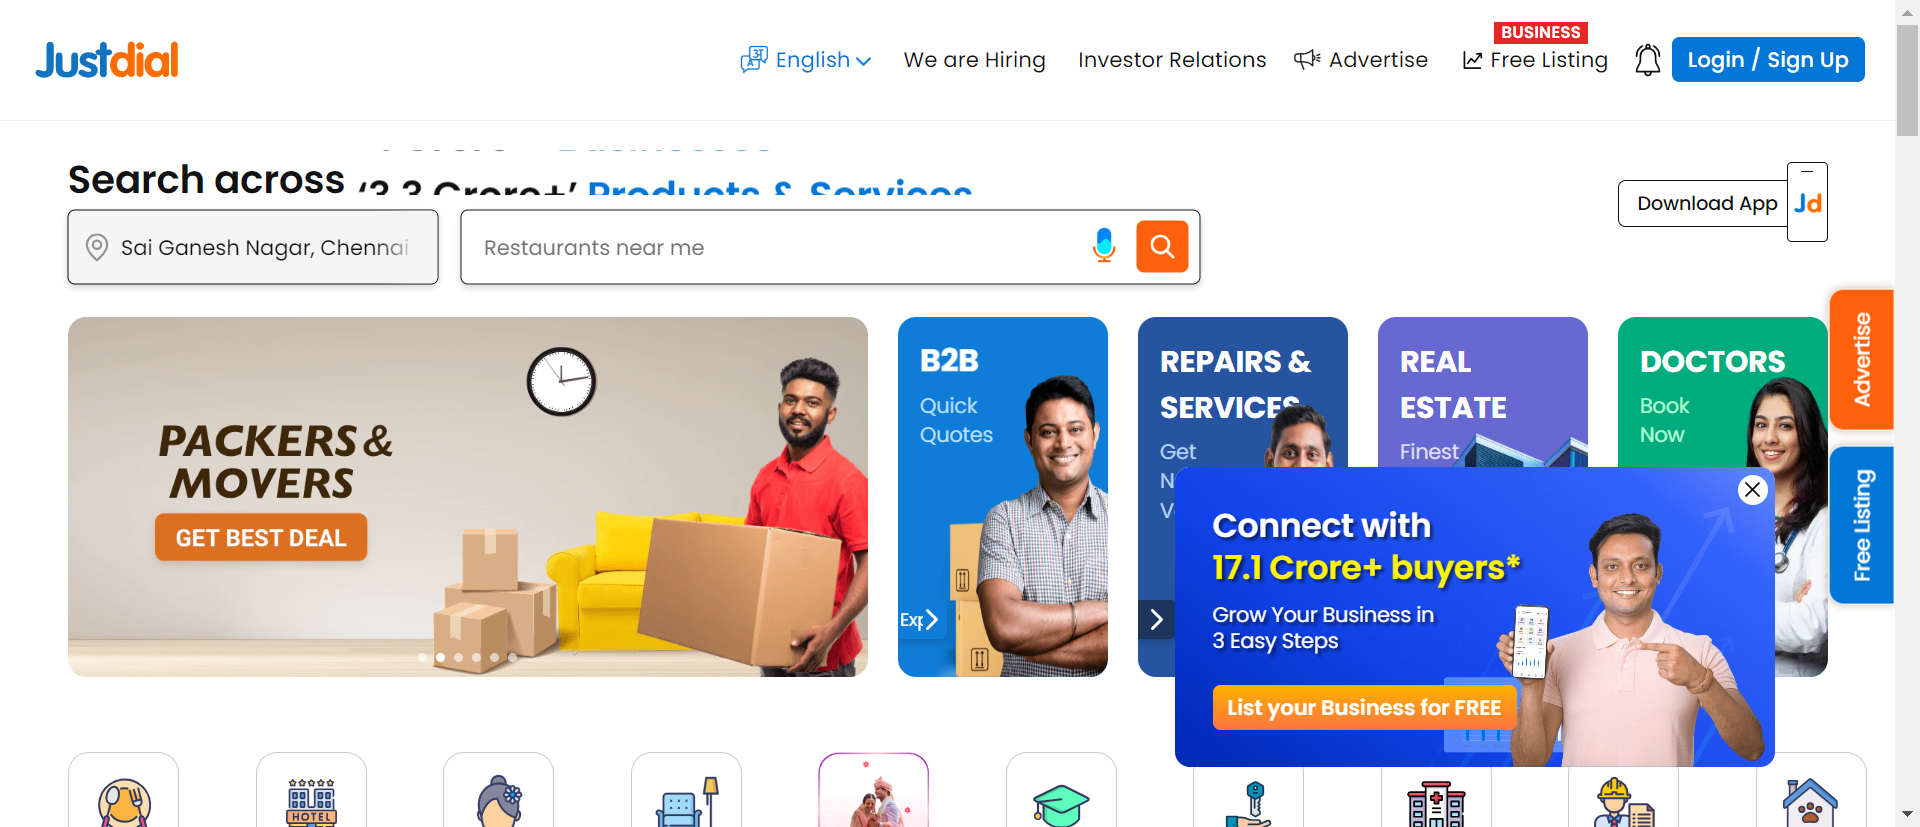 Justdial
English
We are Hiring
Investor Relations
Advertise
BUSINESS
Free Listing
Login / Sign Up
Search across
'3.3 Crore+' Products & Services
Download App
Jd
Sai Ganesh Nagar, Chennai
Restaurants near me
PACKERS &
MOVERS
GET BEST DEAL
B2B
Quick
Quotes
Exp
REPAIRS &
SERVICES
Get
REAL
ESTATE
Finest
DOCTORS
Book
Now
Advertise
Free Listing
Connect with
17.1 Crore+ buyers*
Grow Your Business in
3 Easy Steps
List your Business for FREE
HOTEL